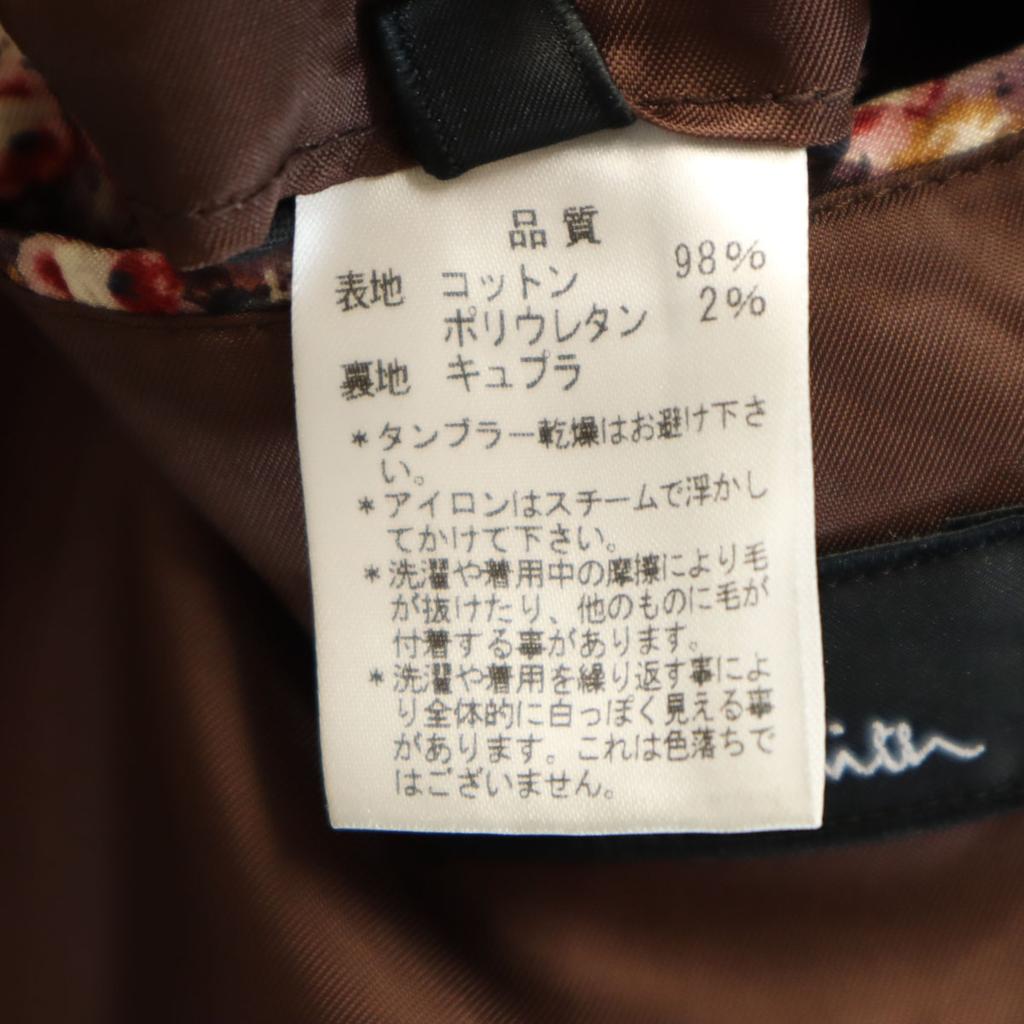 品質
表地 コットン 98%
ポリウレタン 2%
裏地 キュプラ
*タンブラー乾燥はお避け下さ
い。
*アイロンはスチームで浮かし
てかけて下さい。
*洗濯や着用中の摩擦により毛
が抜けたり、他のものに毛が
付着する事があります。
*洗濯や着用を繰り返す事によ
り全体的に白っぽく見える事
があります。これは色落ちで
はございません。